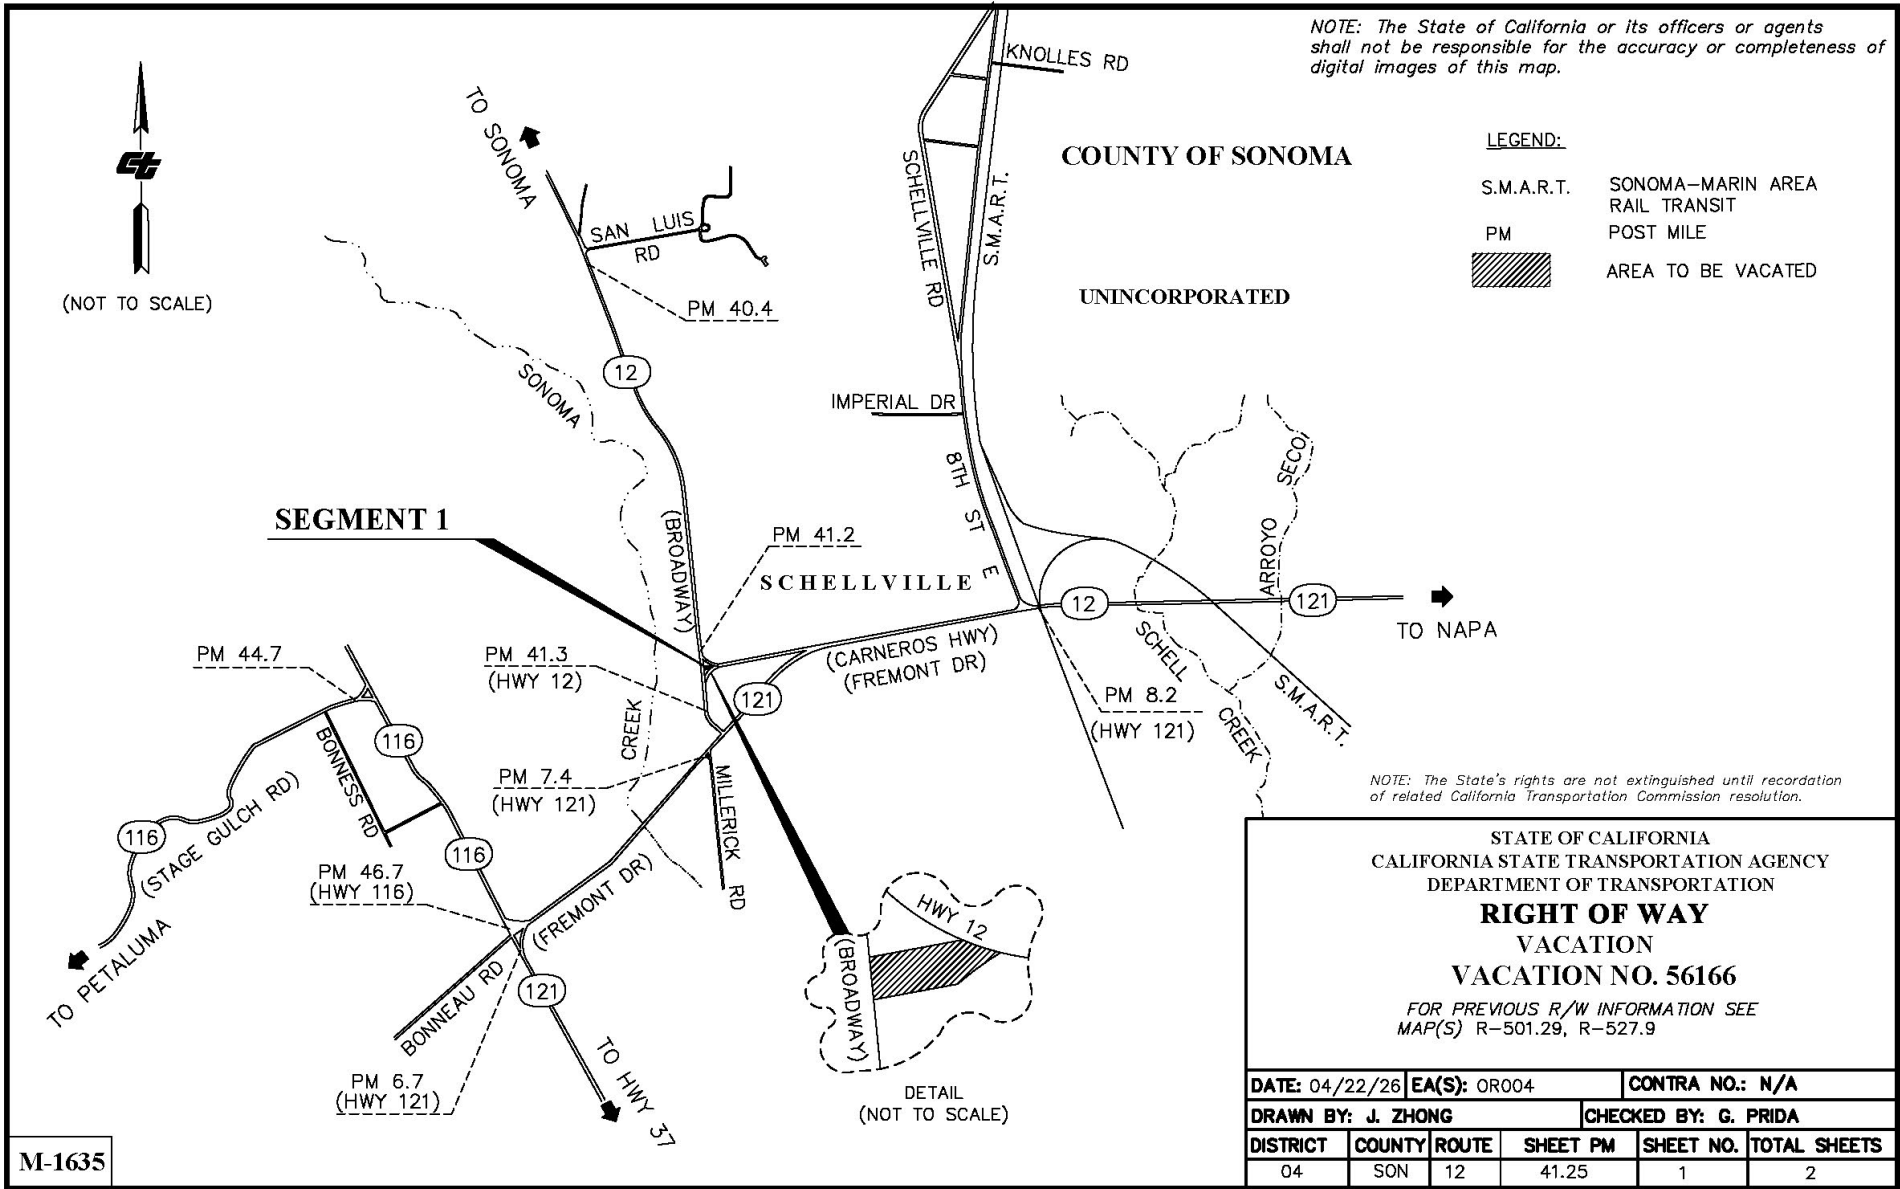 NOTE: The State of California or its officers or agents
shall not be responsible for the accuracy or completeness of
digital images of this map.
KNOLLES RD
TO SONOMA
COUNTY OF SONOMA
LEGEND:
S.M.A.R.T. SONOMA-MARIN AREA
RAIL TRANSIT
PM POST MILE
AREA TO BE VACATED
ct
(NOT TO SCALE)
SAN LUIS
RD
SCHELLVILLE RD
S.M.A.R.T.
UNINCORPORATED
PM 40.4
12
SONOMA
IMPERIAL DR
8TH ST E
SECO
ARROYO
SEGMENT 1
(BROADWAY)
PM 41.2
SCHELLVILLE
12
121
TO NAPA
(CARNEROS HWY)
(FREMONT DR)
SCHELL
CREEK
S.M.A.R.T.
PM 44.7
PM 41.3
(HWY 12)
121
PM 8.2
(HWY 121)
CREEK
116
BONNESS RD
PM 7.4
(HWY 121)
MILLERICK RD
116
(STAGE GULCH RD)
116
PM 46.7
(HWY 116)
(FREMONT DR)
TO PETALUMA
BONNEAU RD
121
PM 6.7
(HWY 121)
TO HWY 37
HWY 12
(BROADWAY)
DETAIL
(NOT TO SCALE)
NOTE: The State's rights are not extinguished until recordation
of related California Transportation Commission resolution.
STATE OF CALIFORNIA
CALIFORNIA STATE TRANSPORTATION AGENCY
DEPARTMENT OF TRANSPORTATION
RIGHT OF WAY
VACATION
VACATION NO. 56166
FOR PREVIOUS R/W INFORMATION SEE
MAP(S) R-501.29, R-527.9
DATE: 04/22/26 EA(S): 0R004 CONTRA NO.: N/A
DRAWN BY: J. ZHONG CHECKED BY: G. PRIDA
DISTRICT COUNTY ROUTE SHEET PM SHEET NO. TOTAL SHEETS
04 SON 12 41.25 1 2
M-1635